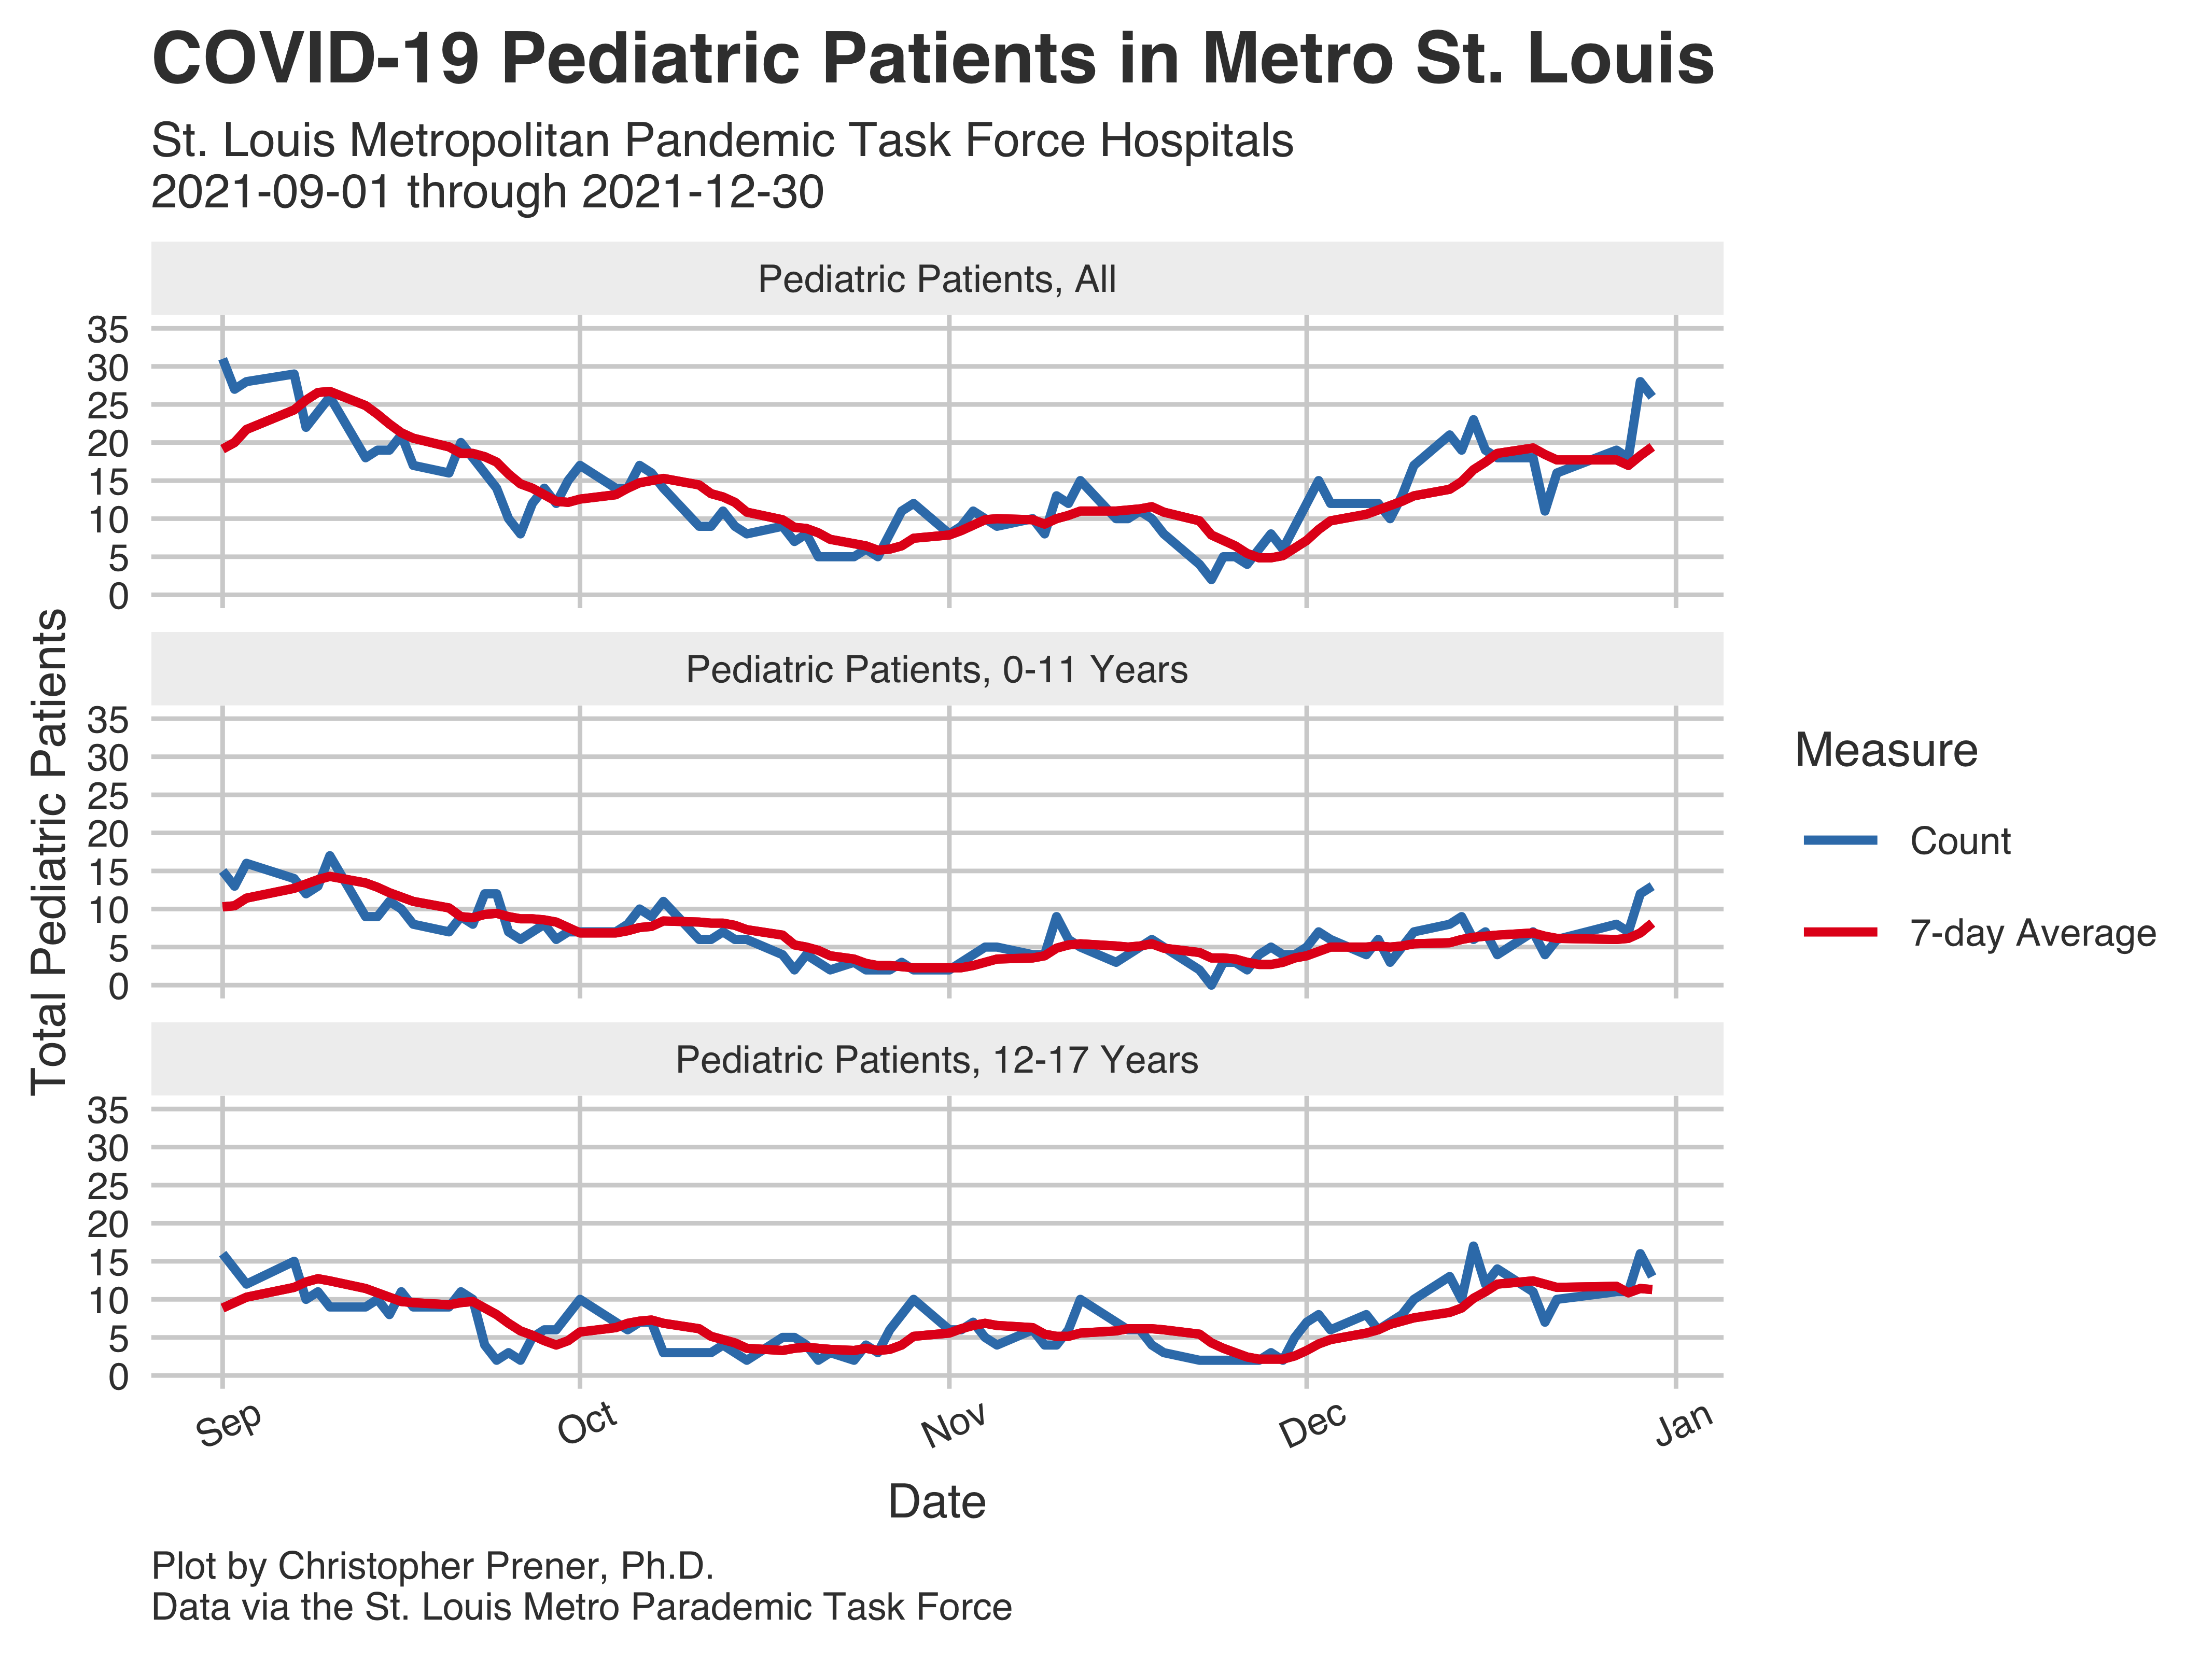 COVID-19 Pediatric Patients in Metro St. Louis
St. Louis Metropolitan Pandemic Task Force Hospitals
2021-09-01 through 2021-12-30
Pediatric Patients, All
35
30
25
20
15
10
5
0
Pediatric Patients, 0-11 Years
35
30
25
20
15
10
5
0
Pediatric Patients, 12-17 Years
35
30
25
20
15
10
5
0
Total Pediatric Patients
Sep Oct Nov Dec Jan
Date
Measure
Count
7-day Average
Plot by Christopher Prener, Ph.D.
Data via the St. Louis Metro Parademic Task Force